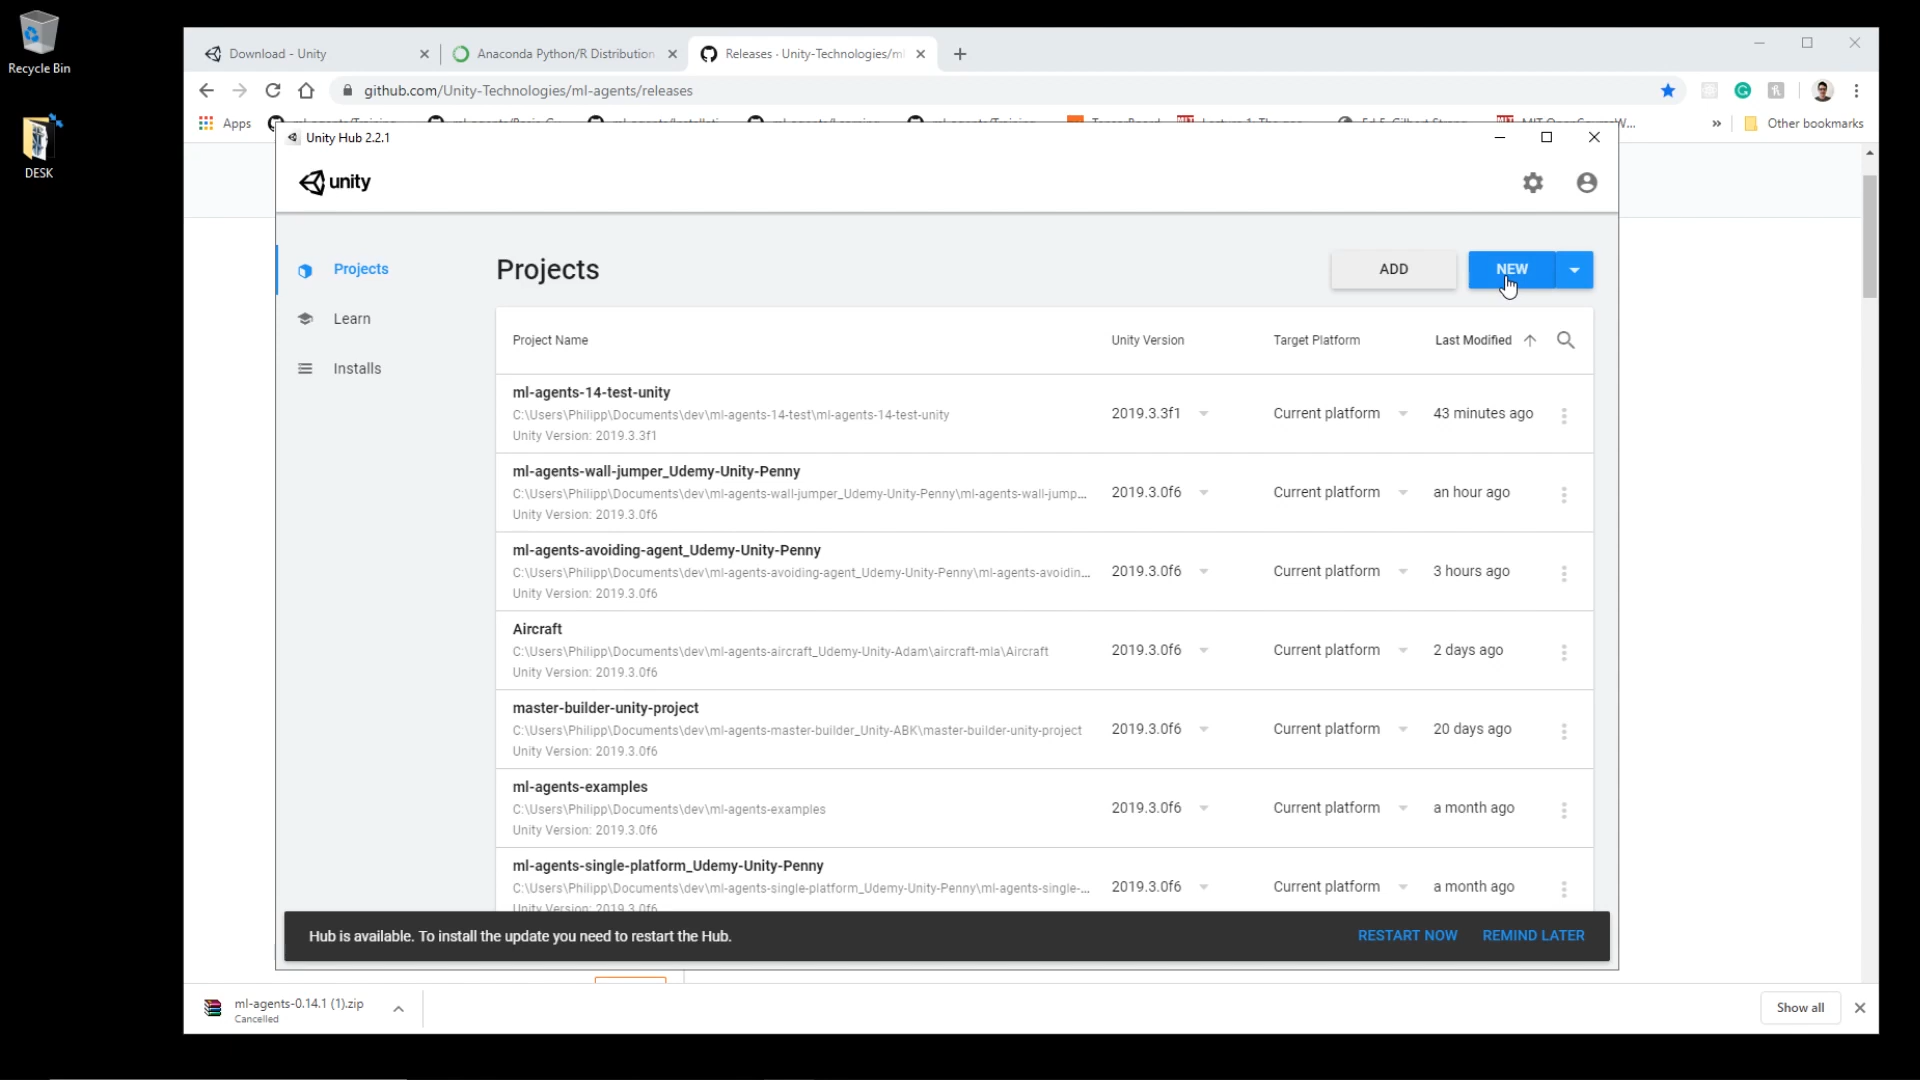 Recycle Bin
DESK
Download - Unity
Anaconda Python/R Distribution
Releases · Unity-Technologies/ml
github.com/Unity-Technologies/ml-agents/releases
Apps
Other bookmarks
Unity Hub 2.2.1
unity
Projects
Learn
Installs
Projects
ADD
NEW
Project Name Unity Version Target Platform Last Modified
ml-agents-14-test-unity
C:\Users\Philipp\Documents\dev\ml-agents-14-test\ml-agents-14-test-unity
Unity Version: 2019.3.3f1
2019.3.3f1 Current platform 43 minutes ago
ml-agents-wall-jumper_Udemy-Unity-Penny
C:\Users\Philipp\Documents\dev\ml-agents-wall-jumper_Udemy-Unity-Penny\ml-agents-wall-jump...
Unity Version: 2019.3.0f6
2019.3.0f6 Current platform an hour ago
ml-agents-avoiding-agent_Udemy-Unity-Penny
C:\Users\Philipp\Documents\dev\ml-agents-avoiding-agent_Udemy-Unity-Penny\ml-agents-avoidin...
Unity Version: 2019.3.0f6
2019.3.0f6 Current platform 3 hours ago
Aircraft
C:\Users\Philipp\Documents\dev\ml-agents-aircraft_Udemy-Unity-Adam\aircraft-mla\Aircraft
Unity Version: 2019.3.0f6
2019.3.0f6 Current platform 2 days ago
master-builder-unity-project
C:\Users\Philipp\Documents\dev\ml-agents-master-builder_Unity-ABK\master-builder-unity-project
Unity Version: 2019.3.0f6
2019.3.0f6 Current platform 20 days ago
ml-agents-examples
C:\Users\Philipp\Documents\dev\ml-agents-examples
Unity Version: 2019.3.0f6
2019.3.0f6 Current platform a month ago
ml-agents-single-platform_Udemy-Unity-Penny
C:\Users\Philipp\Documents\dev\ml-agents-single-platform_Udemy-Unity-Penny\ml-agents-single-...
Unity Version: 2019.3.0f6
2019.3.0f6 Current platform a month ago
Hub is available. To install the update you need to restart the Hub.
RESTART NOW REMIND LATER
ml-agents-0.14.1 (1).zip
Cancelled
Show all